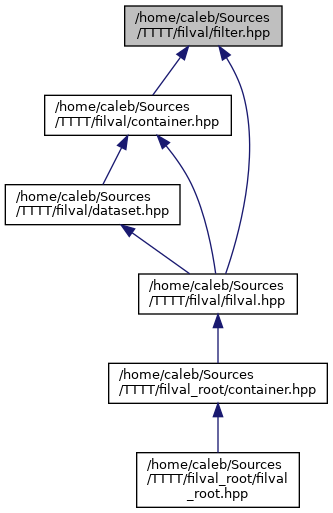 /home/caleb/Sources
/TTTT/filval/filter.hpp
/home/caleb/Sources
/TTTT/filval/container.hpp
/home/caleb/Sources
/TTTT/filval/dataset.hpp
/home/caleb/Sources
/TTTT/filval/filval.hpp
/home/caleb/Sources
/TTTT/filval_root/container.hpp
/home/caleb/Sources
/TTTT/filval_root/filval
_root.hpp